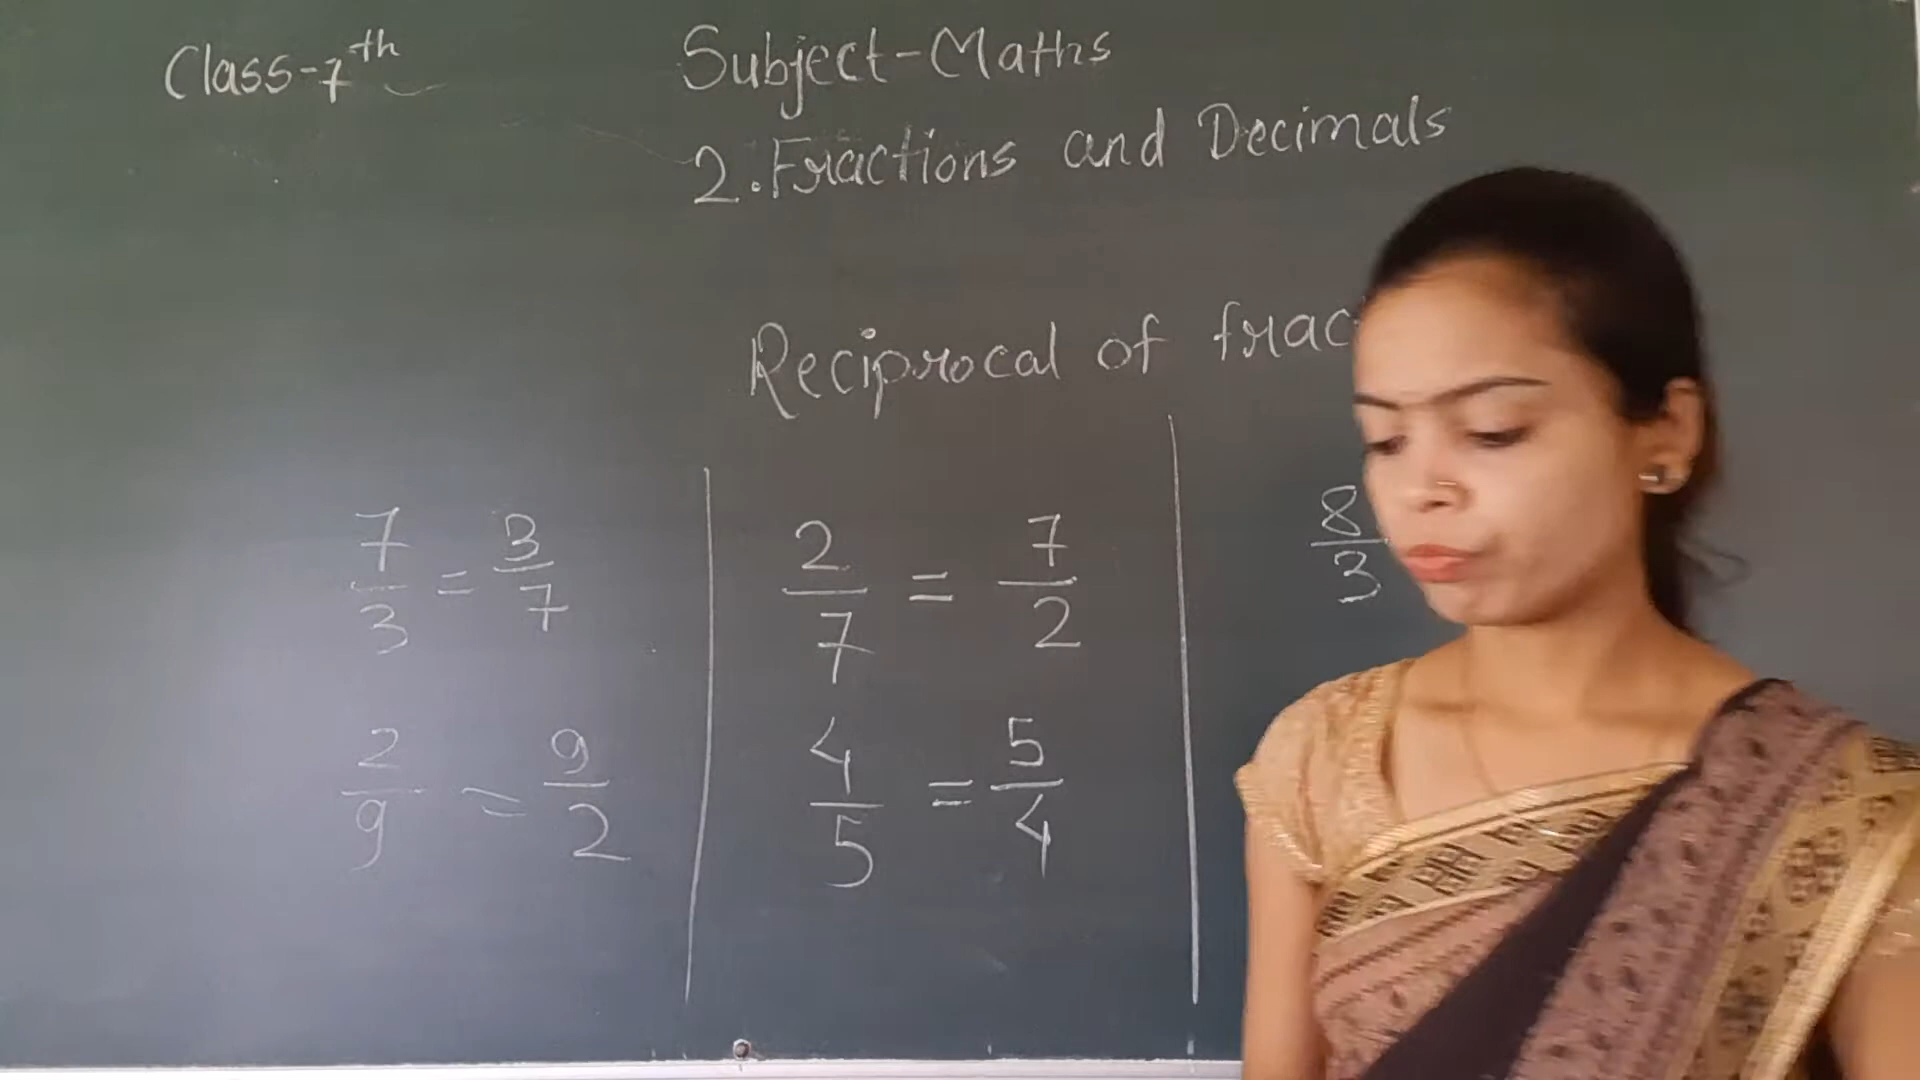 Class-7th
Subject-Maths
2. Fractions and Decimals
Reciprocal of frac
7/3 = 3/7
2/9 = 9/2
2/7 = 7/2
4/5 = 5/4
8/3